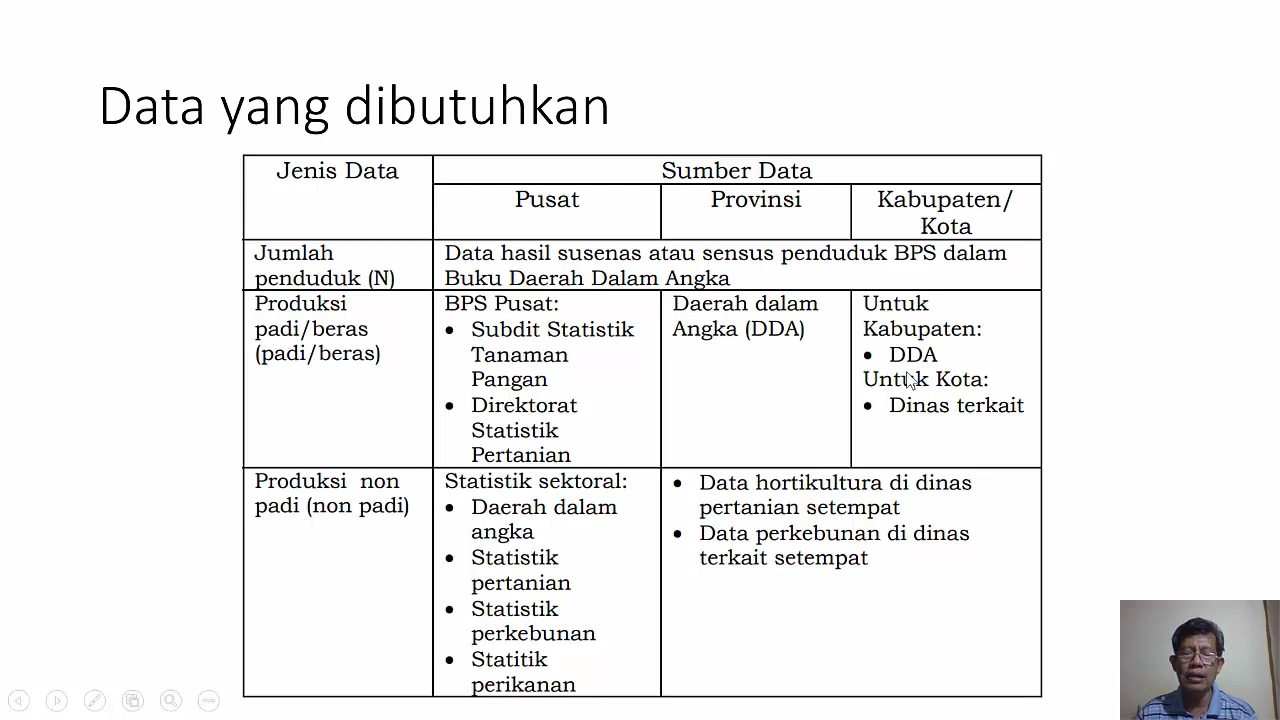 Data yang dibutuhkan
Jenis Data
Sumber Data
Pusat
Provinsi
Kabupaten/
Kota
Jumlah
penduduk (N)
Data hasil susenas atau sensus penduduk BPS dalam
Buku Daerah Dalam Angka
Produksi
padi/beras
(padi/beras)
BPS Pusat:
• Subdit Statistik
Tanaman
Pangan
• Direktorat
Statistik
Pertanian
Daerah dalam
Angka (DDA)
Untuk
Kabupaten:
• DDA
Untuk Kota:
• Dinas terkait
Produksi non
padi (non padi)
Statistik sektoral:
• Daerah dalam
angka
• Statistik
pertanian
• Statistik
perkebunan
• Statitik
perikanan
• Data hortikultura di dinas
pertanian setempat
• Data perkebunan di dinas
terkait setempat